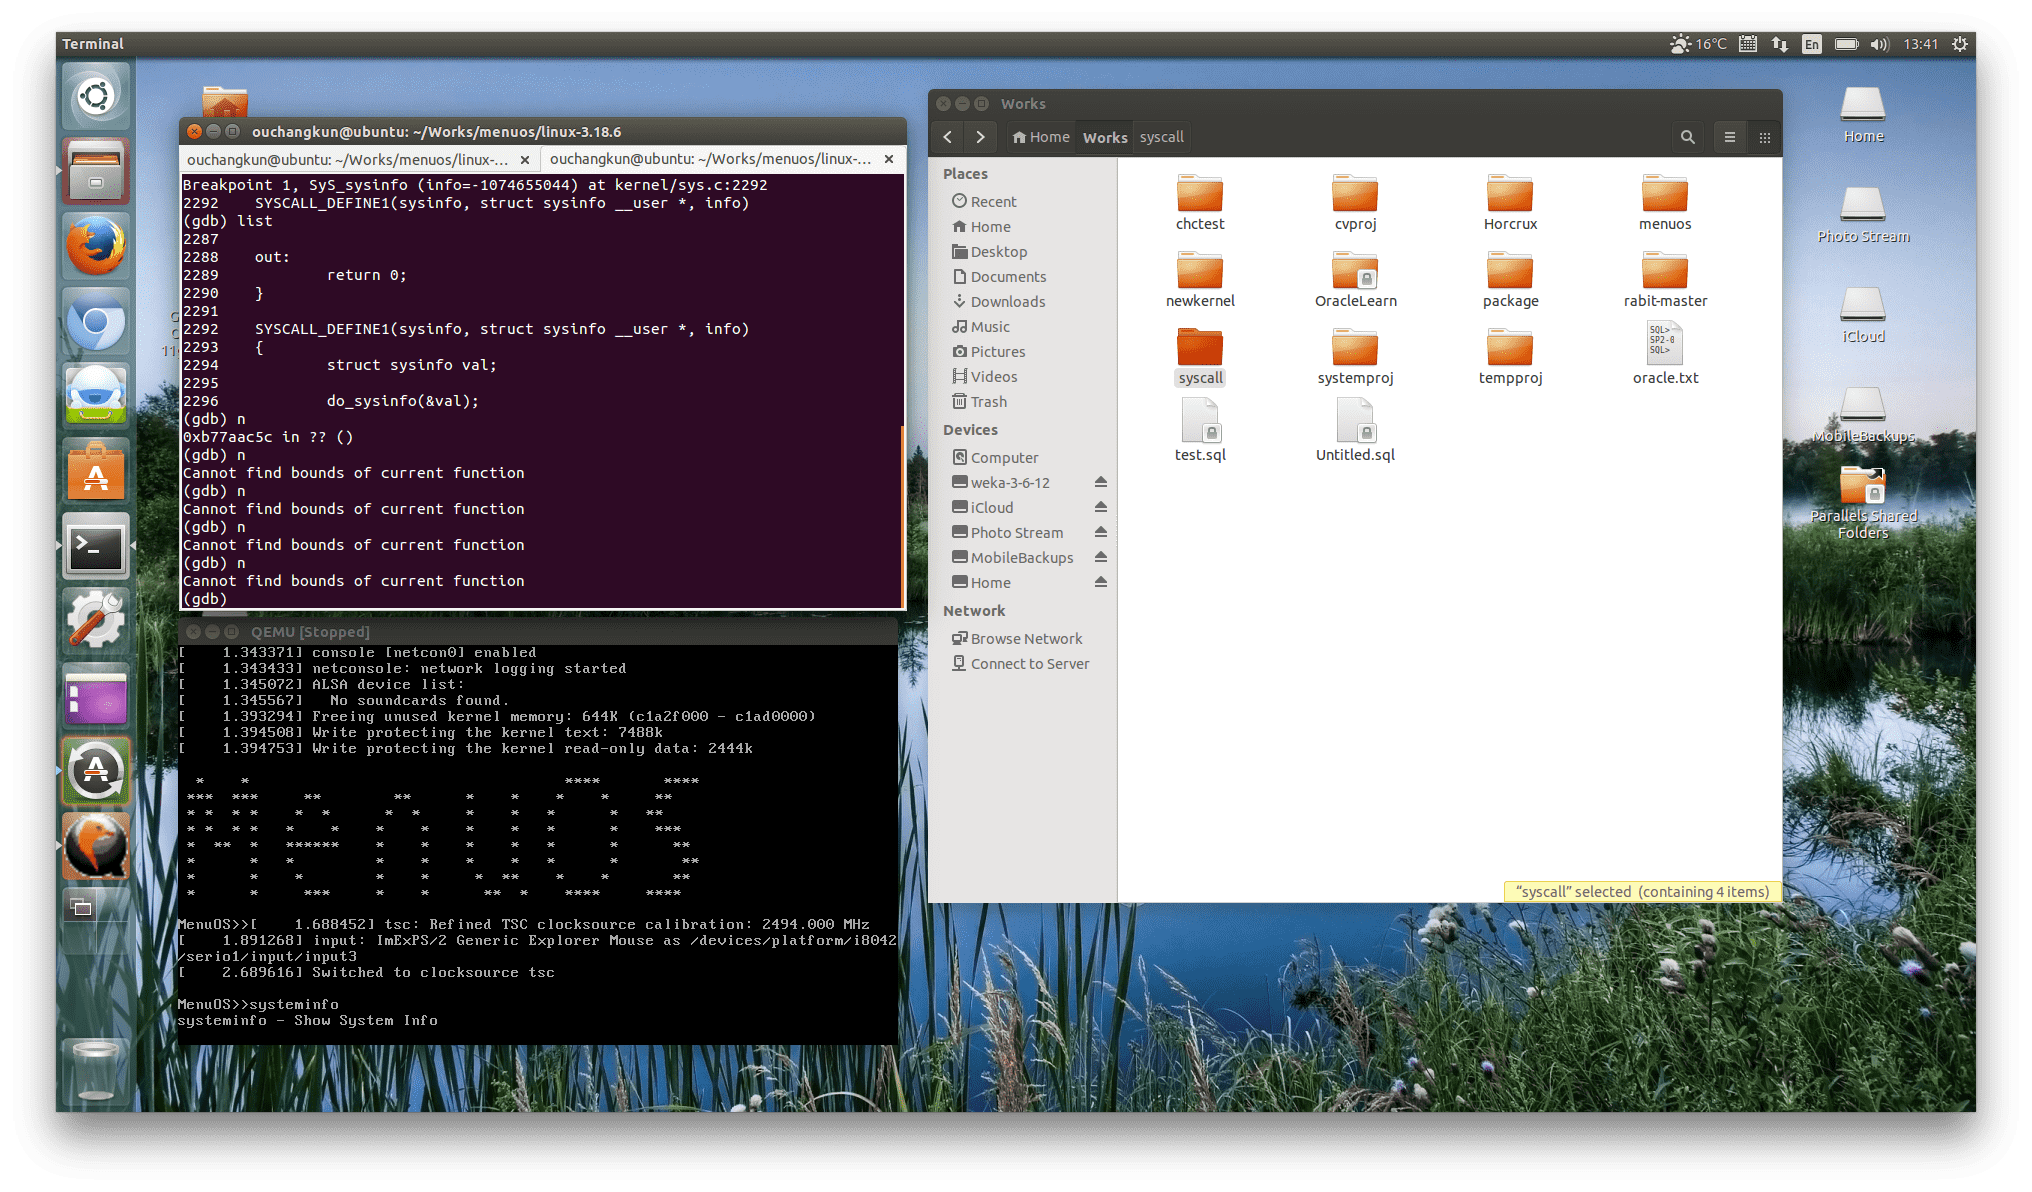 Terminal
16°C
En
13:41
ouchangkun@ubuntu: ~/Works/menuos/linux-3.18.6
ouchangkun@ubuntu: ~/Works/menuos/linux-...
ouchangkun@ubuntu: ~/Works/menuos/linux-...
Breakpoint 1, SyS_sysinfo (info=-1074655044) at kernel/sys.c:2292
2292    SYSCALL_DEFINE1(sysinfo, struct sysinfo __user *, info)
(gdb) list
2287
2288    out:
2289            return 0;
2290    }
2291
2292    SYSCALL_DEFINE1(sysinfo, struct sysinfo __user *, info)
2293    {
2294            struct sysinfo val;
2295
2296            do_sysinfo(&val);
(gdb) n
0xb77aac5c in ?? ()
(gdb) n
Cannot find bounds of current function
(gdb) n
Cannot find bounds of current function
(gdb) n
Cannot find bounds of current function
(gdb) n
Cannot find bounds of current function
(gdb)
QEMU [Stopped]
[    1.343371] console [netcon0] enabled
[    1.343433] netconsole: network logging started
[    1.345072] ALSA device list:
[    1.345567]   No soundcards found.
[    1.393294] Freeing unused kernel memory: 644K (c1a2f000 - c1ad0000)
[    1.394508] Write protecting the kernel text: 7488k
[    1.394753] Write protecting the kernel read-only data: 2444k
MenuOS
MenuOS>>[    1.688452] tsc: Refined TSC clocksource calibration: 2494.000 MHz
[    1.891268] input: ImExPS/2 Generic Explorer Mouse as /devices/platform/i8042
/serio1/input/input3
[    2.689616] Switched to clocksource tsc
MenuOS>>systeminfo
systeminfo - Show System Info
Works
Home
Works
syscall
Places
Recent
Home
Desktop
Documents
Downloads
Music
Pictures
Videos
Trash
Devices
Computer
weka-3-6-12
iCloud
Photo Stream
MobileBackups
Home
Network
Browse Network
Connect to Server
chctest
cvproj
Horcrux
menuos
newkernel
OracleLearn
package
rabit-master
SQL>
SP2-0
SQL>
syscall
systemproj
tempproj
oracle.txt
test.sql
Untitled.sql
“syscall” selected (containing 4 items)
Home
Photo Stream
iCloud
MobileBackups
Parallels Shared
Folders